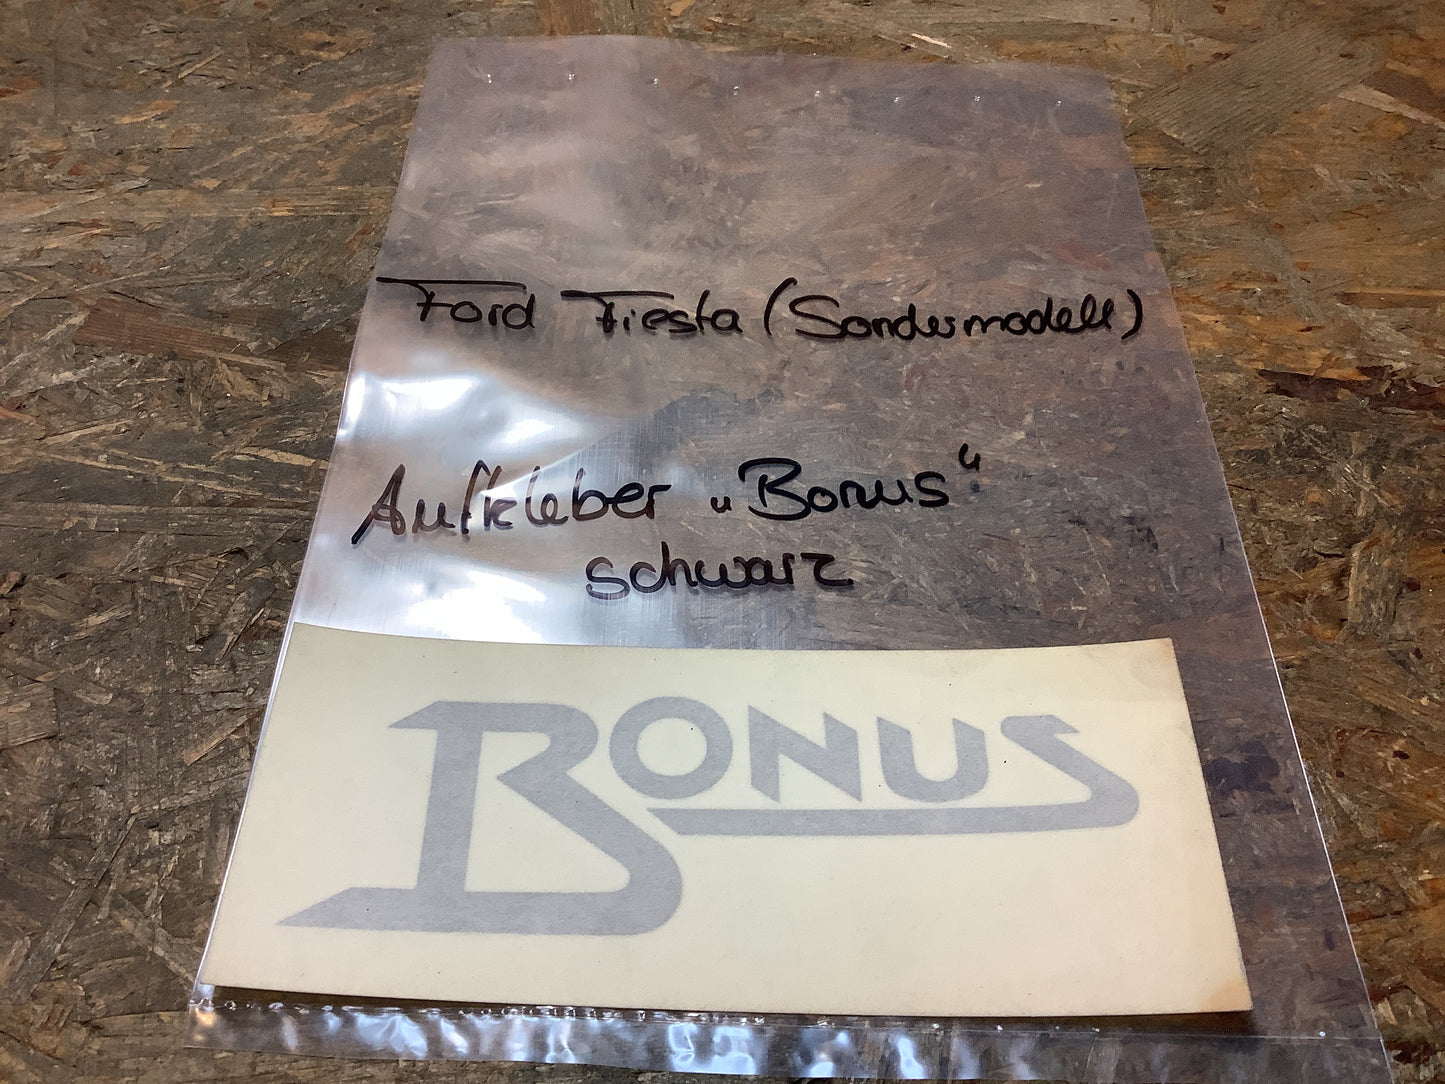 Ford Fiesta (Sondermodell)
Aufkleber „Bonus“
schwarz
BONUS